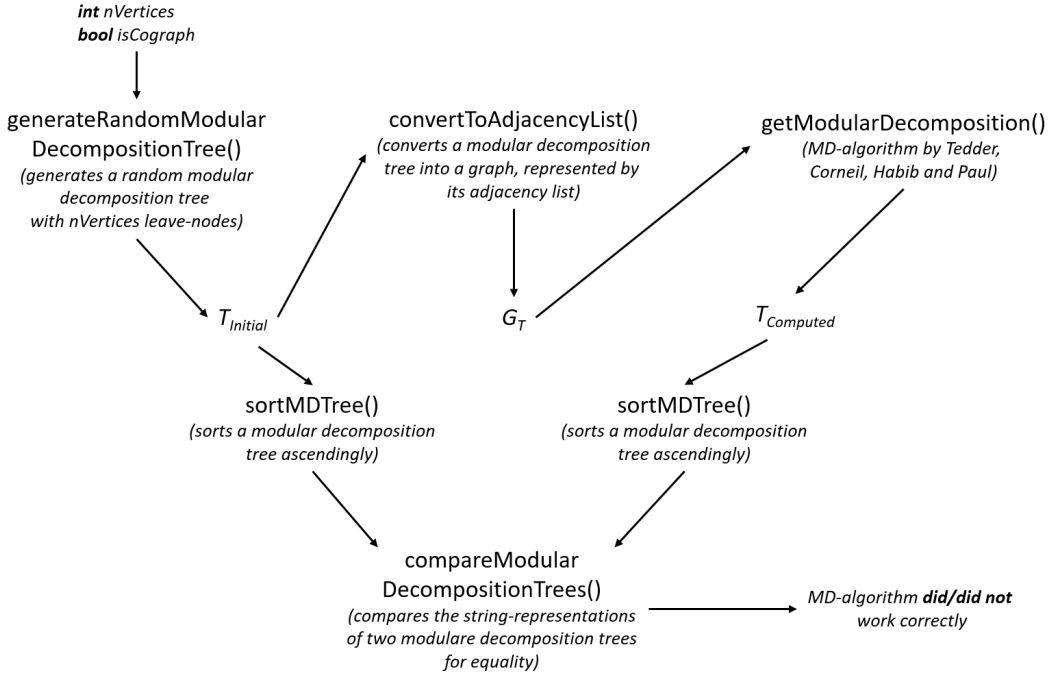 int nVertices
bool isCograph
generateRandomModular
DecompositionTree()
(generates a random modular
decomposition tree
with nVertices leave-nodes)
convertToAdjacencyList()
(converts a modular decomposition
tree into a graph, represented by
its adjacency list)
getModularDecomposition()
(MD-algorithm by Tedder,
Corneil, Habib and Paul)
T_Initial
G_T
T_Computed
sortMDTree()
(sorts a modular decomposition
tree ascendingly)
sortMDTree()
(sorts a modular decomposition
tree ascendingly)
compareModular
DecompositionTrees()
(compares the string-representations
of two modulare decomposition trees
for equality)
MD-algorithm did/did not
work correctly